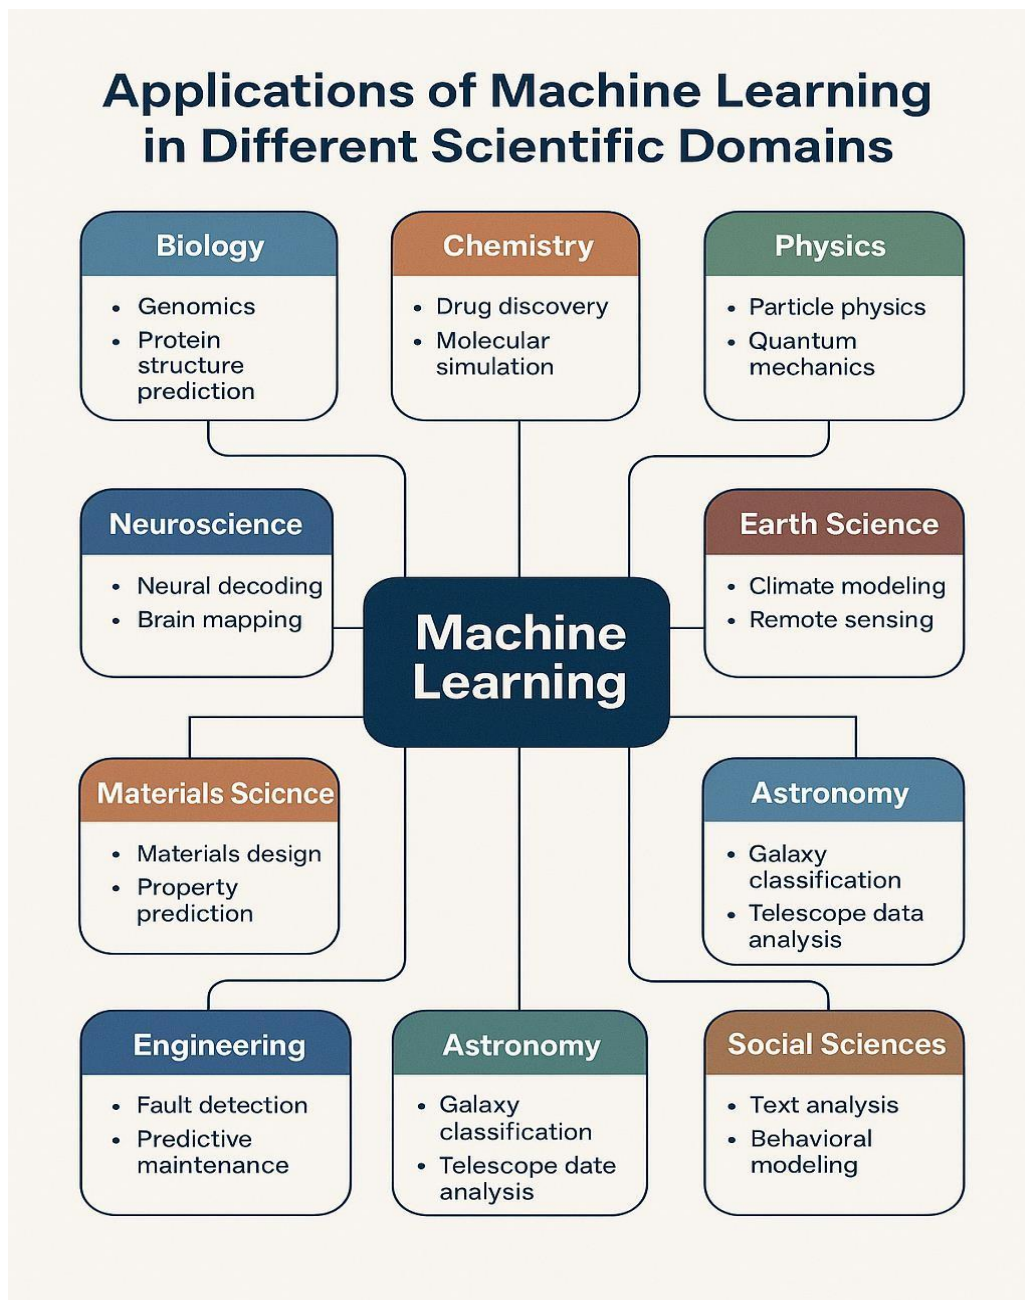 Applications of Machine Learning
in Different Scientific Domains
Biology
• Genomics
• Protein
structure
prediction
Chemistry
• Drug discovery
• Molecular
simulation
Physics
• Particle physics
• Quantum
mechanics
Neuroscience
• Neural decoding
• Brain mapping
Earth Science
• Climate modeling
• Remote sensing
Machine
Learning
Materials Scicnce
• Materials design
• Property
prediction
Astronomy
• Galaxy
classification
• Telescope data
analysis
Engineering
• Fault detection
• Predictive
maintenance
Astronomy
• Galaxy
classification
• Telescope date
analysis
Social Sciences
• Text analysis
• Behavioral
modeling